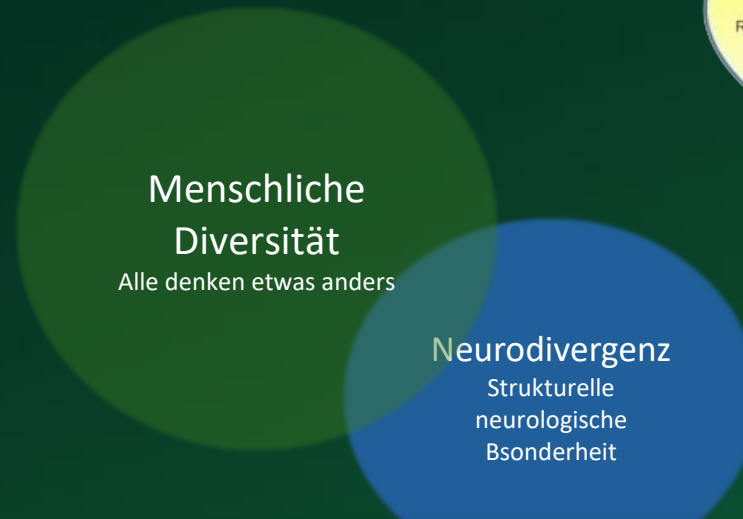 Menschliche
Diversität
Alle denken etwas anders
Neurodivergenz
Strukturelle
neurologische
Bsonderheit